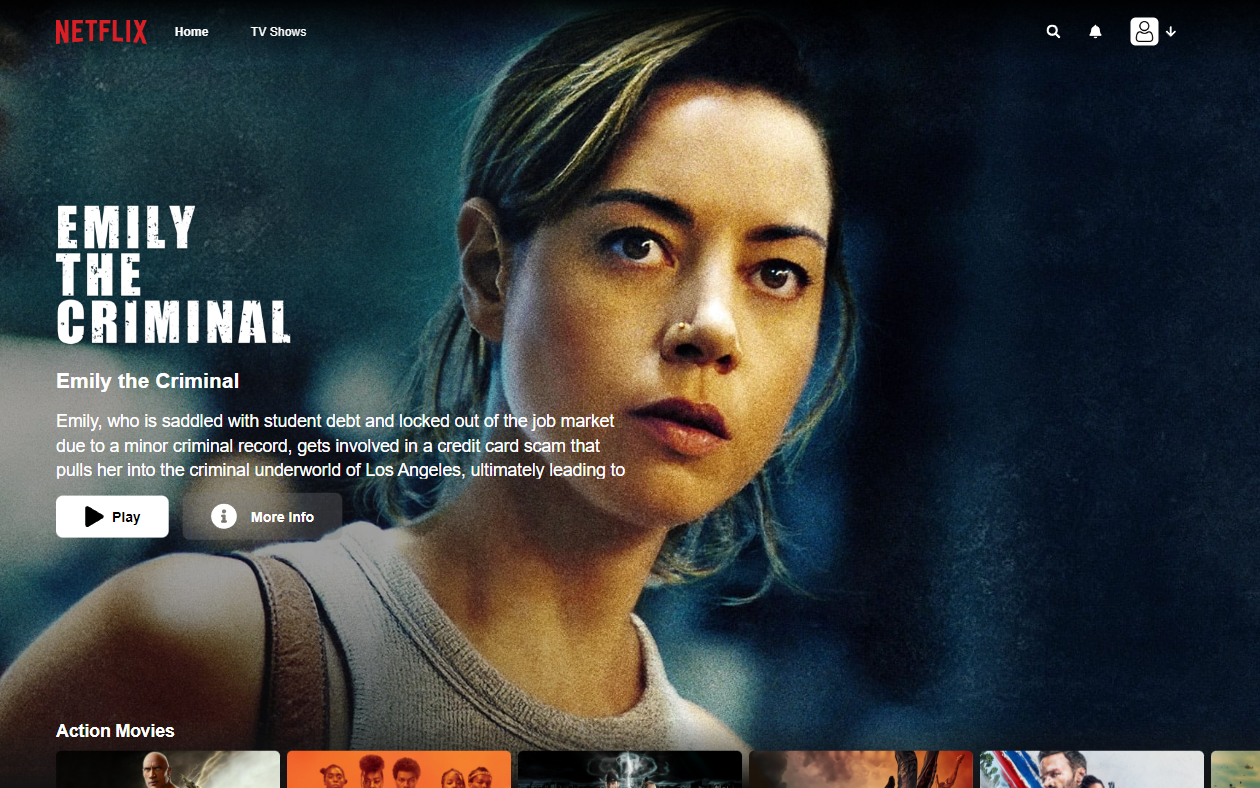 NETFLIX Home TV Shows
EMILY
THE
CRIMINAL
Emily the Criminal
Emily, who is saddled with student debt and locked out of the job market
due to a minor criminal record, gets involved in a credit card scam that
pulls her into the criminal underworld of Los Angeles, ultimately leading to
Play More Info
Action Movies